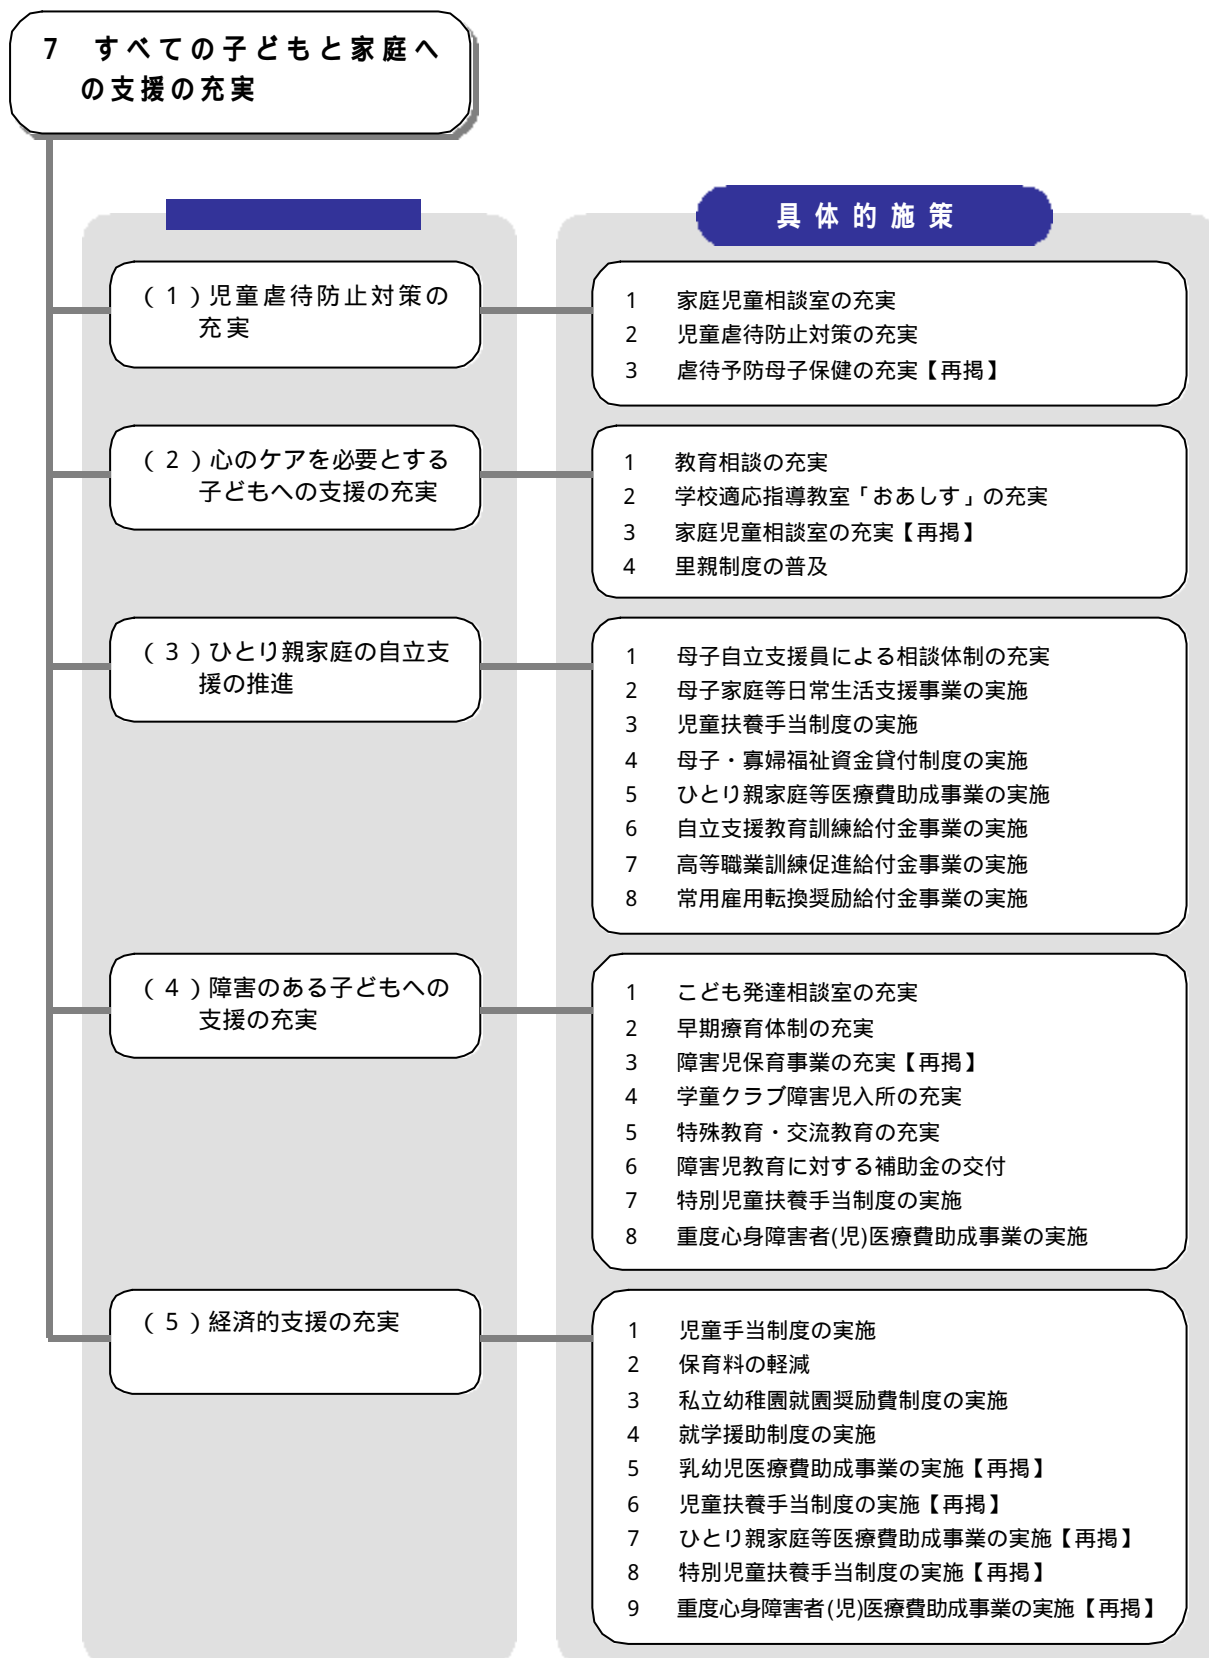 7 すべての子どもと家庭へ
の支援の充実
具体的施策
(1)児童虐待防止対策の
充実
1 家庭児童相談室の充実
2 児童虐待防止対策の充実
3 虐待予防母子保健の充実【再掲】
(2)心のケアを必要とする
子どもへの支援の充実
1 教育相談の充実
2 学校適応指導教室「おあしす」の充実
3 家庭児童相談室の充実【再掲】
4 里親制度の普及
(3)ひとり親家庭の自立支
援の推進
1 母子自立支援員による相談体制の充実
2 母子家庭等日常生活支援事業の実施
3 児童扶養手当制度の実施
4 母子・寡婦福祉資金貸付制度の実施
5 ひとり親家庭等医療費助成事業の実施
6 自立支援教育訓練給付金事業の実施
7 高等職業訓練促進給付金事業の実施
8 常用雇用転換奨励給付金事業の実施
(4)障害のある子どもへの
支援の充実
1 こども発達相談室の充実
2 早期療育体制の充実
3 障害児保育事業の充実【再掲】
4 学童クラブ障害児入所の充実
5 特殊教育・交流教育の充実
6 障害児教育に対する補助金の交付
7 特別児童扶養手当制度の実施
8 重度心身障害者(児)医療費助成事業の実施
(5)経済的支援の充実
1 児童手当制度の実施
2 保育料の軽減
3 私立幼稚園就園奨励費制度の実施
4 就学援助制度の実施
5 乳幼児医療費助成事業の実施【再掲】
6 児童扶養手当制度の実施【再掲】
7 ひとり親家庭等医療費助成事業の実施【再掲】
8 特別児童扶養手当制度の実施【再掲】
9 重度心身障害者(児)医療費助成事業の実施【再掲】